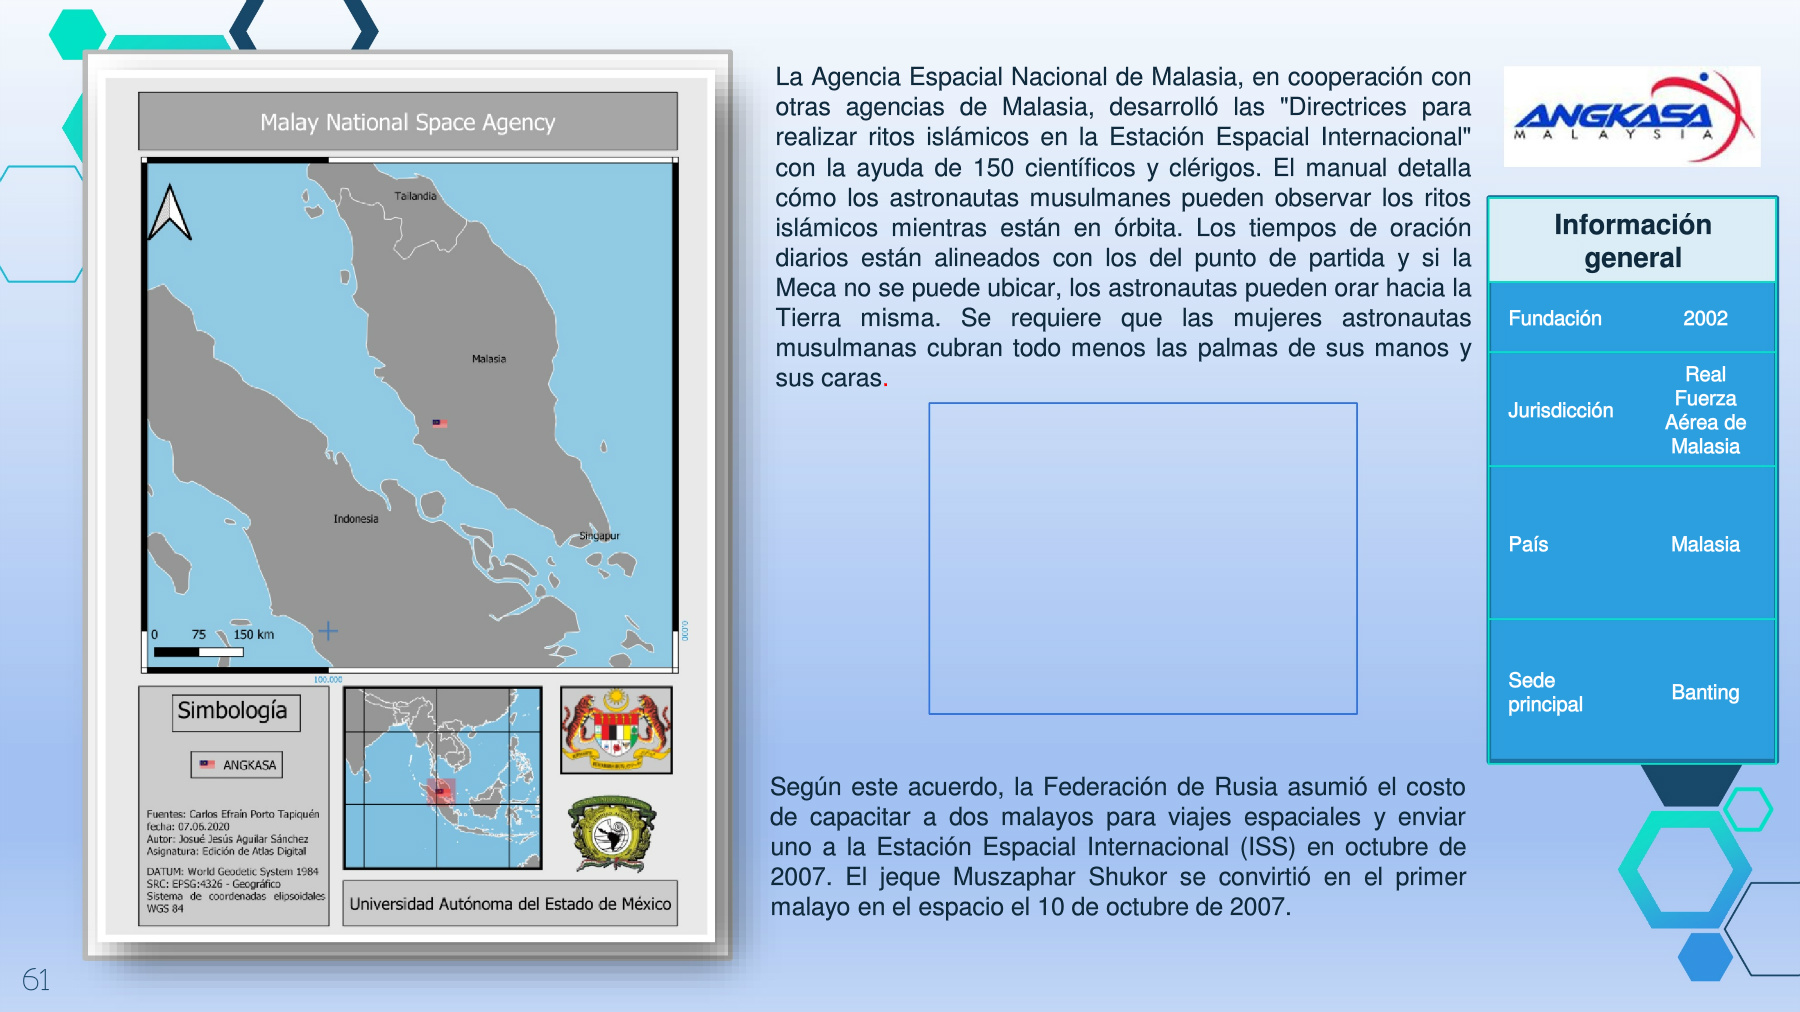 Malay National Space Agency
Tailandia
Malasia
Indonesia
Singapur
0 75 150 km
0.000
100.000
Simbología
ANGKASA
Fuentes: Carlos Efraín Porto Tapiquén
fecha: 07.06.2020
Autor: Josué Jesús Aguilar Sánchez
Asignatura: Edición de Atlas Digital
DATUM: World Geodetic System 1984
SRC: EPSG:4326 - Geográfico
Sistema de coordenadas elipsoidales
WGS 84
Universidad Autónoma del Estado de México
La Agencia Espacial Nacional de Malasia, en cooperación con
otras agencias de Malasia, desarrolló las "Directrices para
realizar ritos islámicos en la Estación Espacial Internacional"
con la ayuda de 150 científicos y clérigos. El manual detalla
cómo los astronautas musulmanes pueden observar los ritos
islámicos mientras están en órbita. Los tiempos de oración
diarios están alineados con los del punto de partida y si la
Meca no se puede ubicar, los astronautas pueden orar hacia la
Tierra misma. Se requiere que las mujeres astronautas
musulmanas cubran todo menos las palmas de sus manos y
sus caras.
Según este acuerdo, la Federación de Rusia asumió el costo
de capacitar a dos malayos para viajes espaciales y enviar
uno a la Estación Espacial Internacional (ISS) en octubre de
2007. El jeque Muszaphar Shukor se convirtió en el primer
malayo en el espacio el 10 de octubre de 2007.
ANGKASA
MALAYSIA
Información
general
Fundación 2002
Jurisdicción Real
Fuerza
Aérea de
Malasia
País Malasia
Sede
principal Banting
61